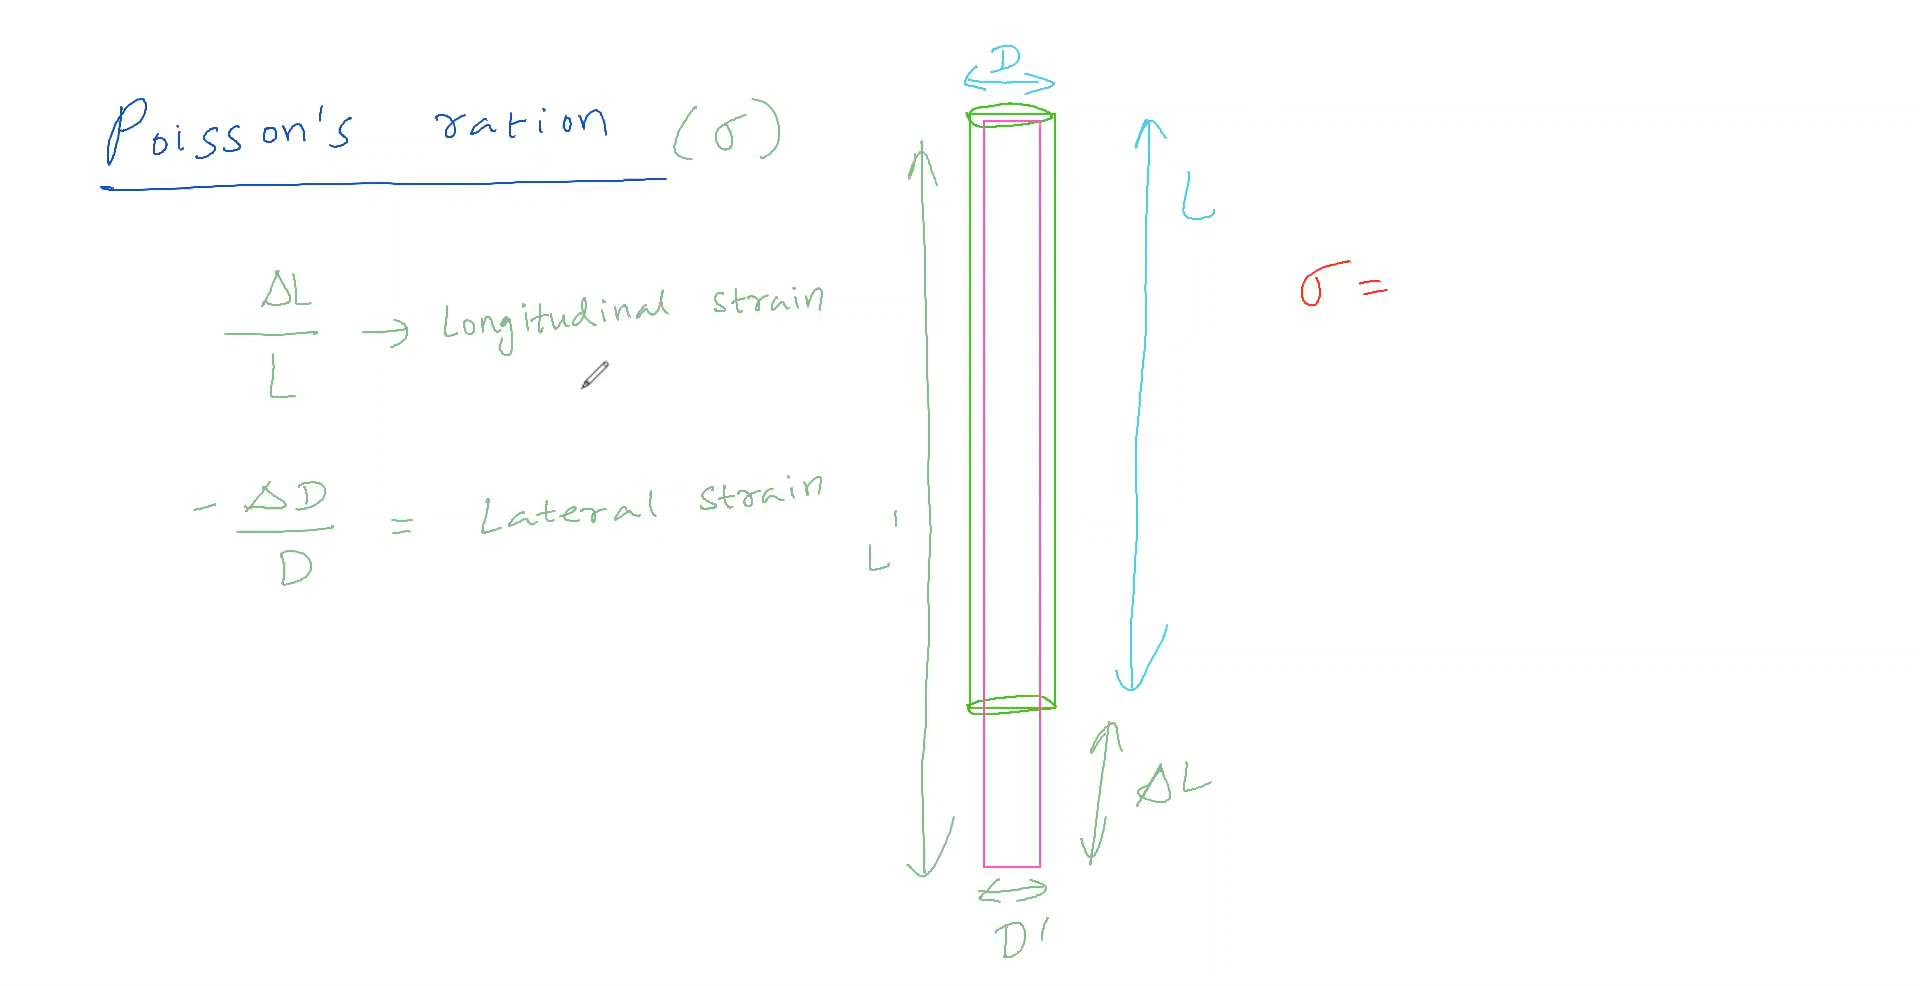 Poisson's ration (σ)
ΔL
L
→ Longitudinal strain
- ΔD
D
= Lateral strain
D
L
L'
ΔL
D'
σ =